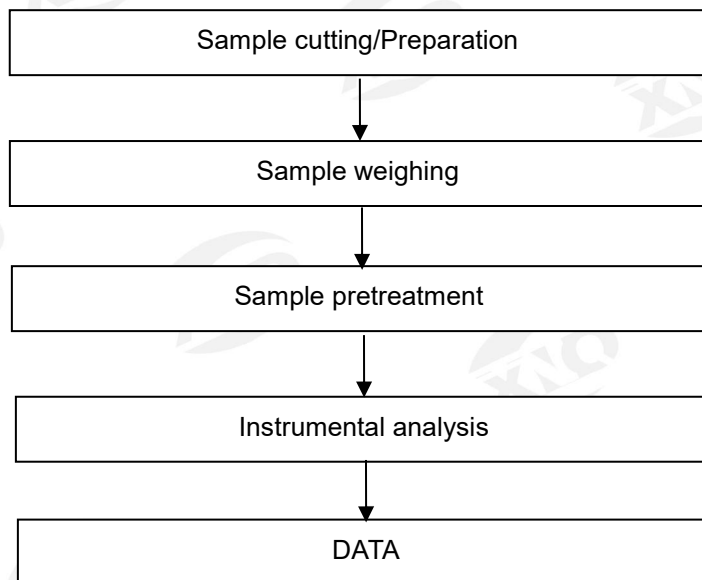 Sample cutting/Preparation
Sample weighing
Sample pretreatment
Instrumental analysis
DATA